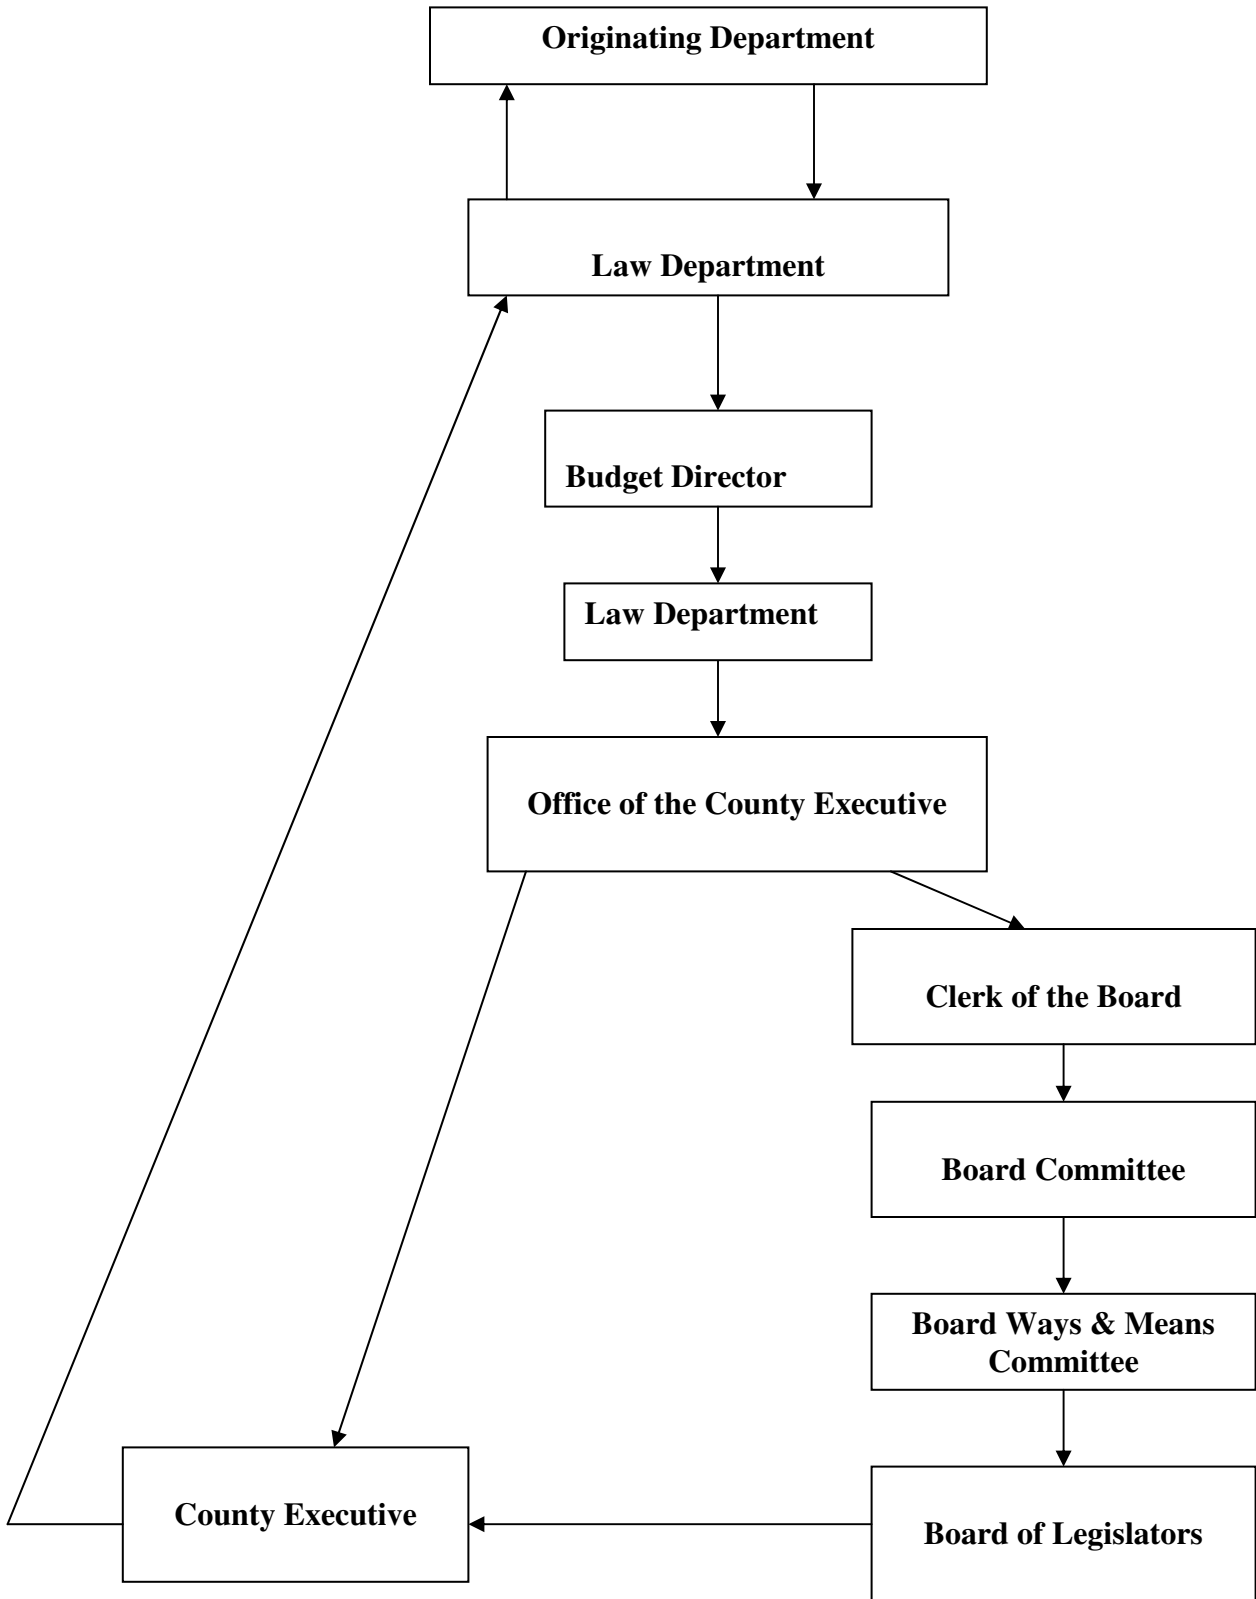 Originating Department
Law Department
Budget Director
Law Department
Office of the County Executive
Clerk of the Board
Board Committee
Board Ways & Means
Committee
County Executive
Board of Legislators